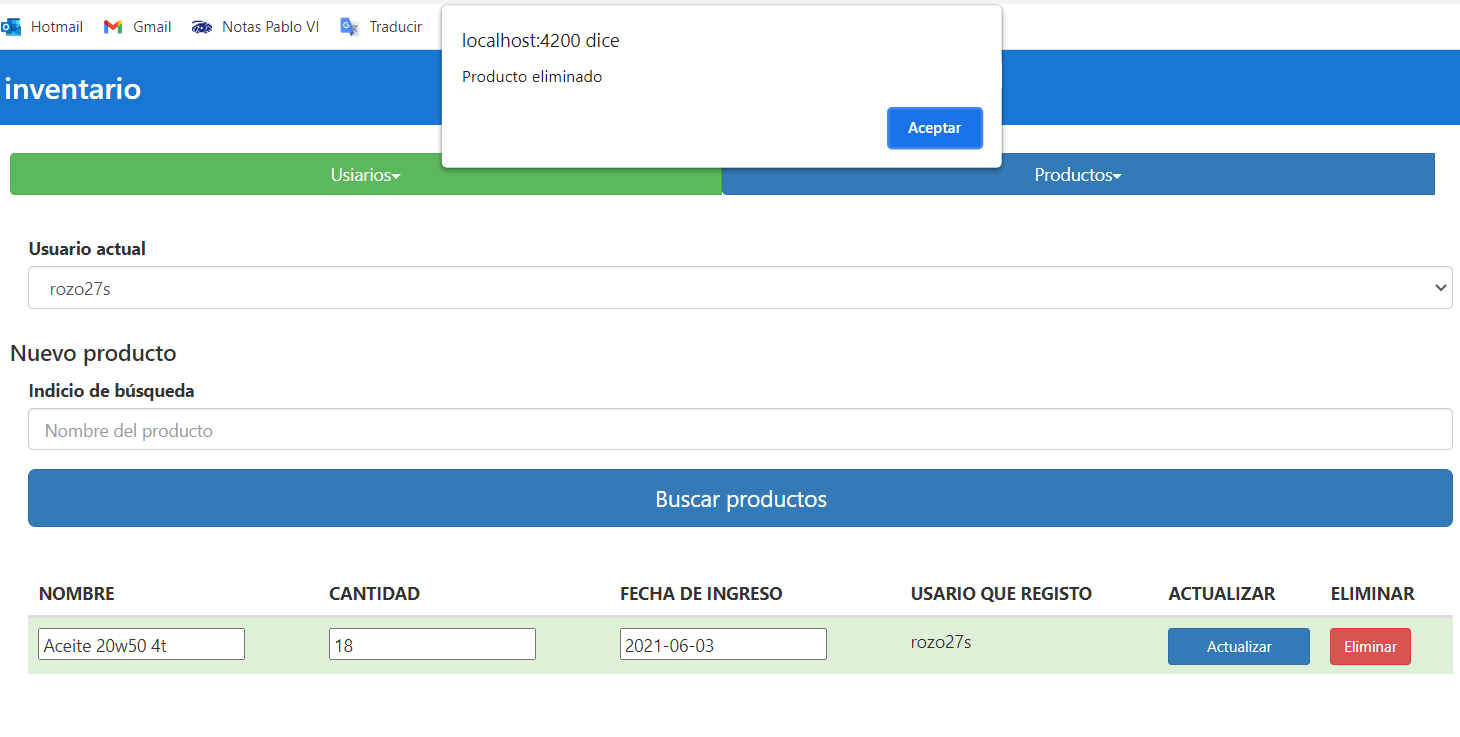 Hotmail Gmail Notas Pablo VI Traducir
localhost:4200 dice
Producto eliminado
Aceptar
inventario
Usiarios Productos
Usuario actual
rozo27s
Nuevo producto
Indicio de búsqueda
Nombre del producto
Buscar productos
NOMBRE CANTIDAD FECHA DE INGRESO USARIO QUE REGISTO ACTUALIZAR ELIMINAR
Aceite 20w50 4t 18 2021-06-03 rozo27s Actualizar Eliminar